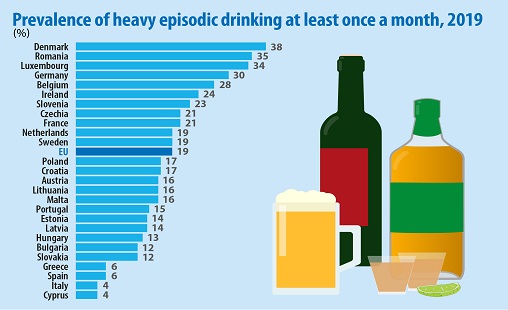 Prevalence of heavy episodic drinking at least once a month, 2019
(%)
Denmark 38
Romania 35
Luxembourg 34
Germany 30
Belgium 28
Ireland 24
Slovenia 23
Czechia 21
France 21
Netherlands 19
Sweden 19
EU 19
Poland 17
Croatia 17
Austria 16
Lithuania 16
Malta 16
Portugal 15
Estonia 14
Latvia 14
Hungary 13
Bulgaria 12
Slovakia 12
Greece 6
Spain 6
Italy 4
Cyprus 4